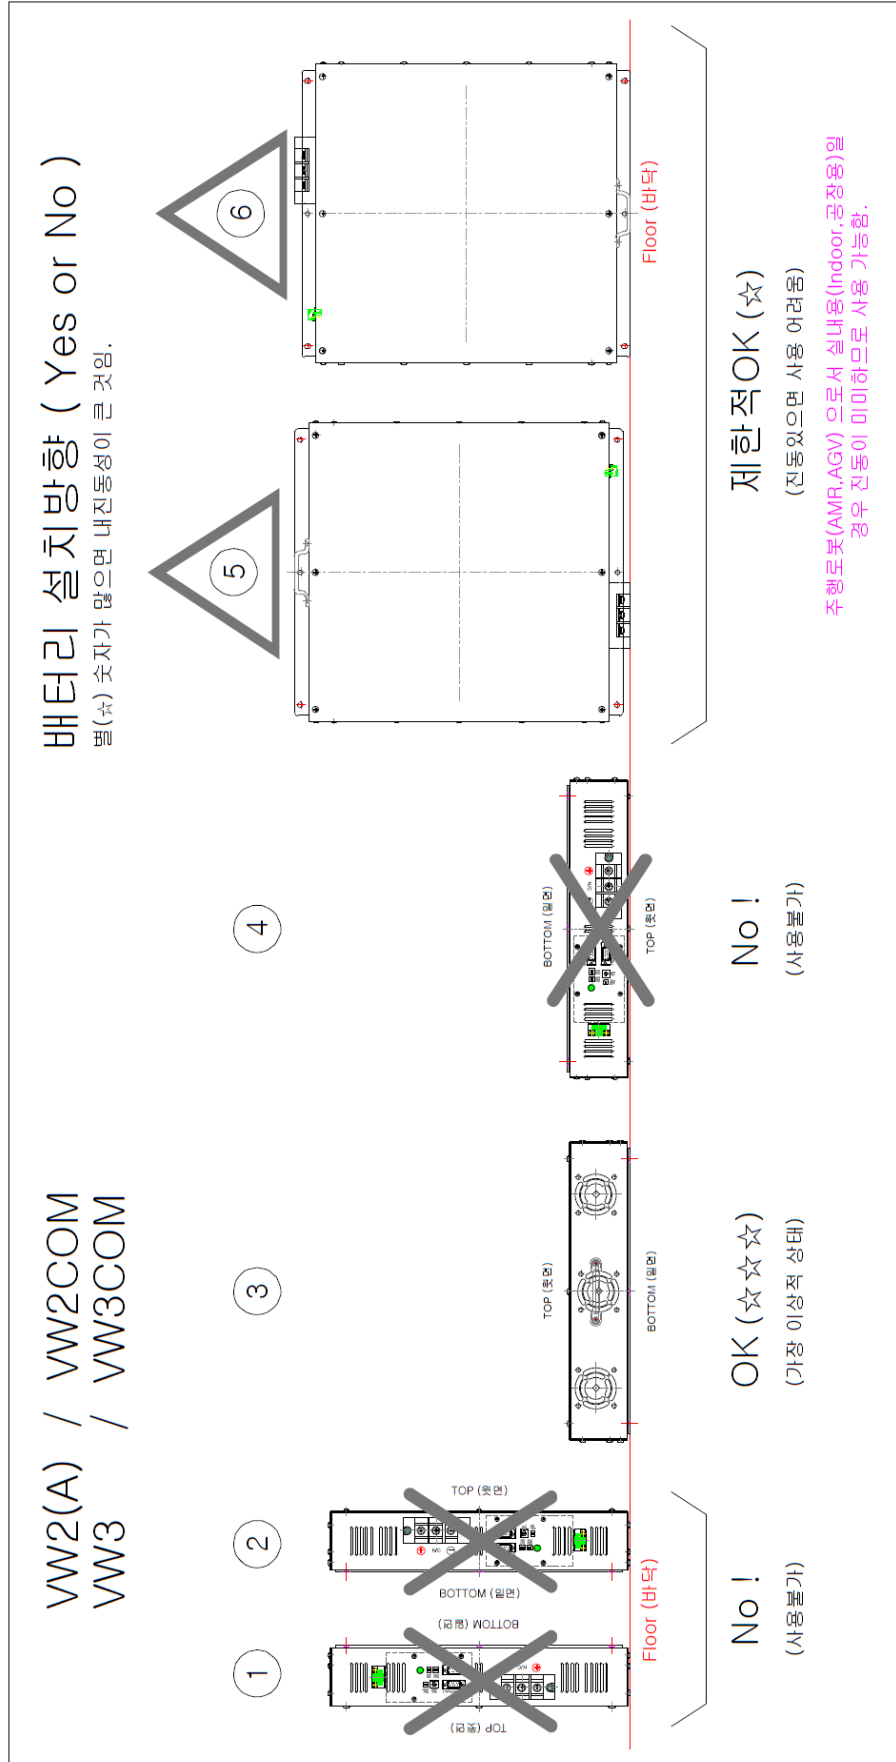 VW2(A) / VW2COM
VW3 / VW3COM
배터리 설치방향 ( Yes or No )
별(☆) 숫자가 많으면 내진동성이 큰 것임.
①
②
③
④
⑤
⑥
TOP (윗면)
BOTTOM (밑면)
BOTTOM (밑면)
TOP (윗면)
TOP (윗면)
BOTTOM (밑면)
BOTTOM (밑면)
TOP (윗면)
N/C
N/C
N/C
Floor (바닥)
Floor (바닥)
No !
(사용불가)
OK (☆☆☆)
(가장 이상적 상태)
No !
(사용불가)
제한적OK (☆)
(진동있으면 사용 어려움)
주행로봇(AMR,AGV) 으로서 실내용(Indoor,공장용)일
경우 진동이 미미하므로 사용 가능함.